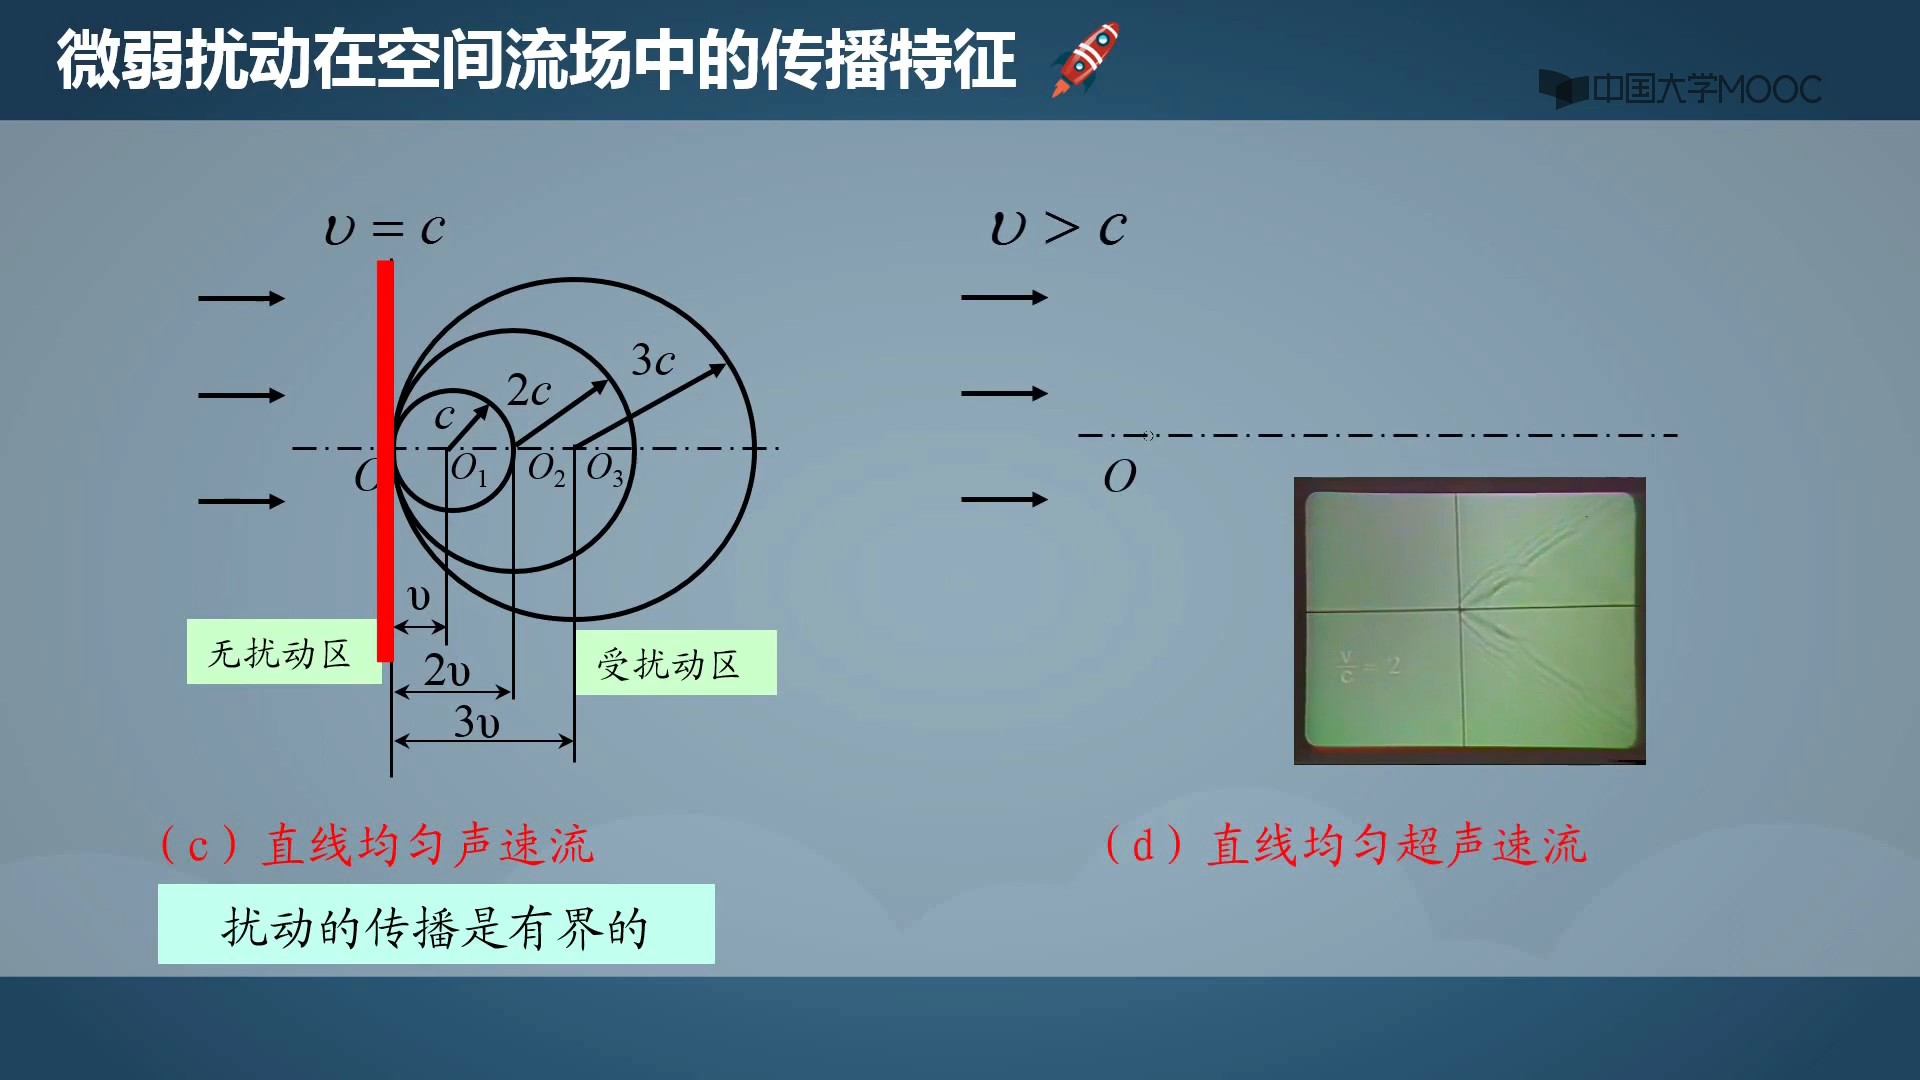 微弱扰动在空间流场中的传播特征
中国大学MOOC
υ = c
υ > c
3c
2c
c
O
O1
O2
O3
O
υ
v/c = 2
无扰动区
受扰动区
2υ
3υ
（c）直线均匀声速流
（d）直线均匀超声速流
扰动的传播是有界的